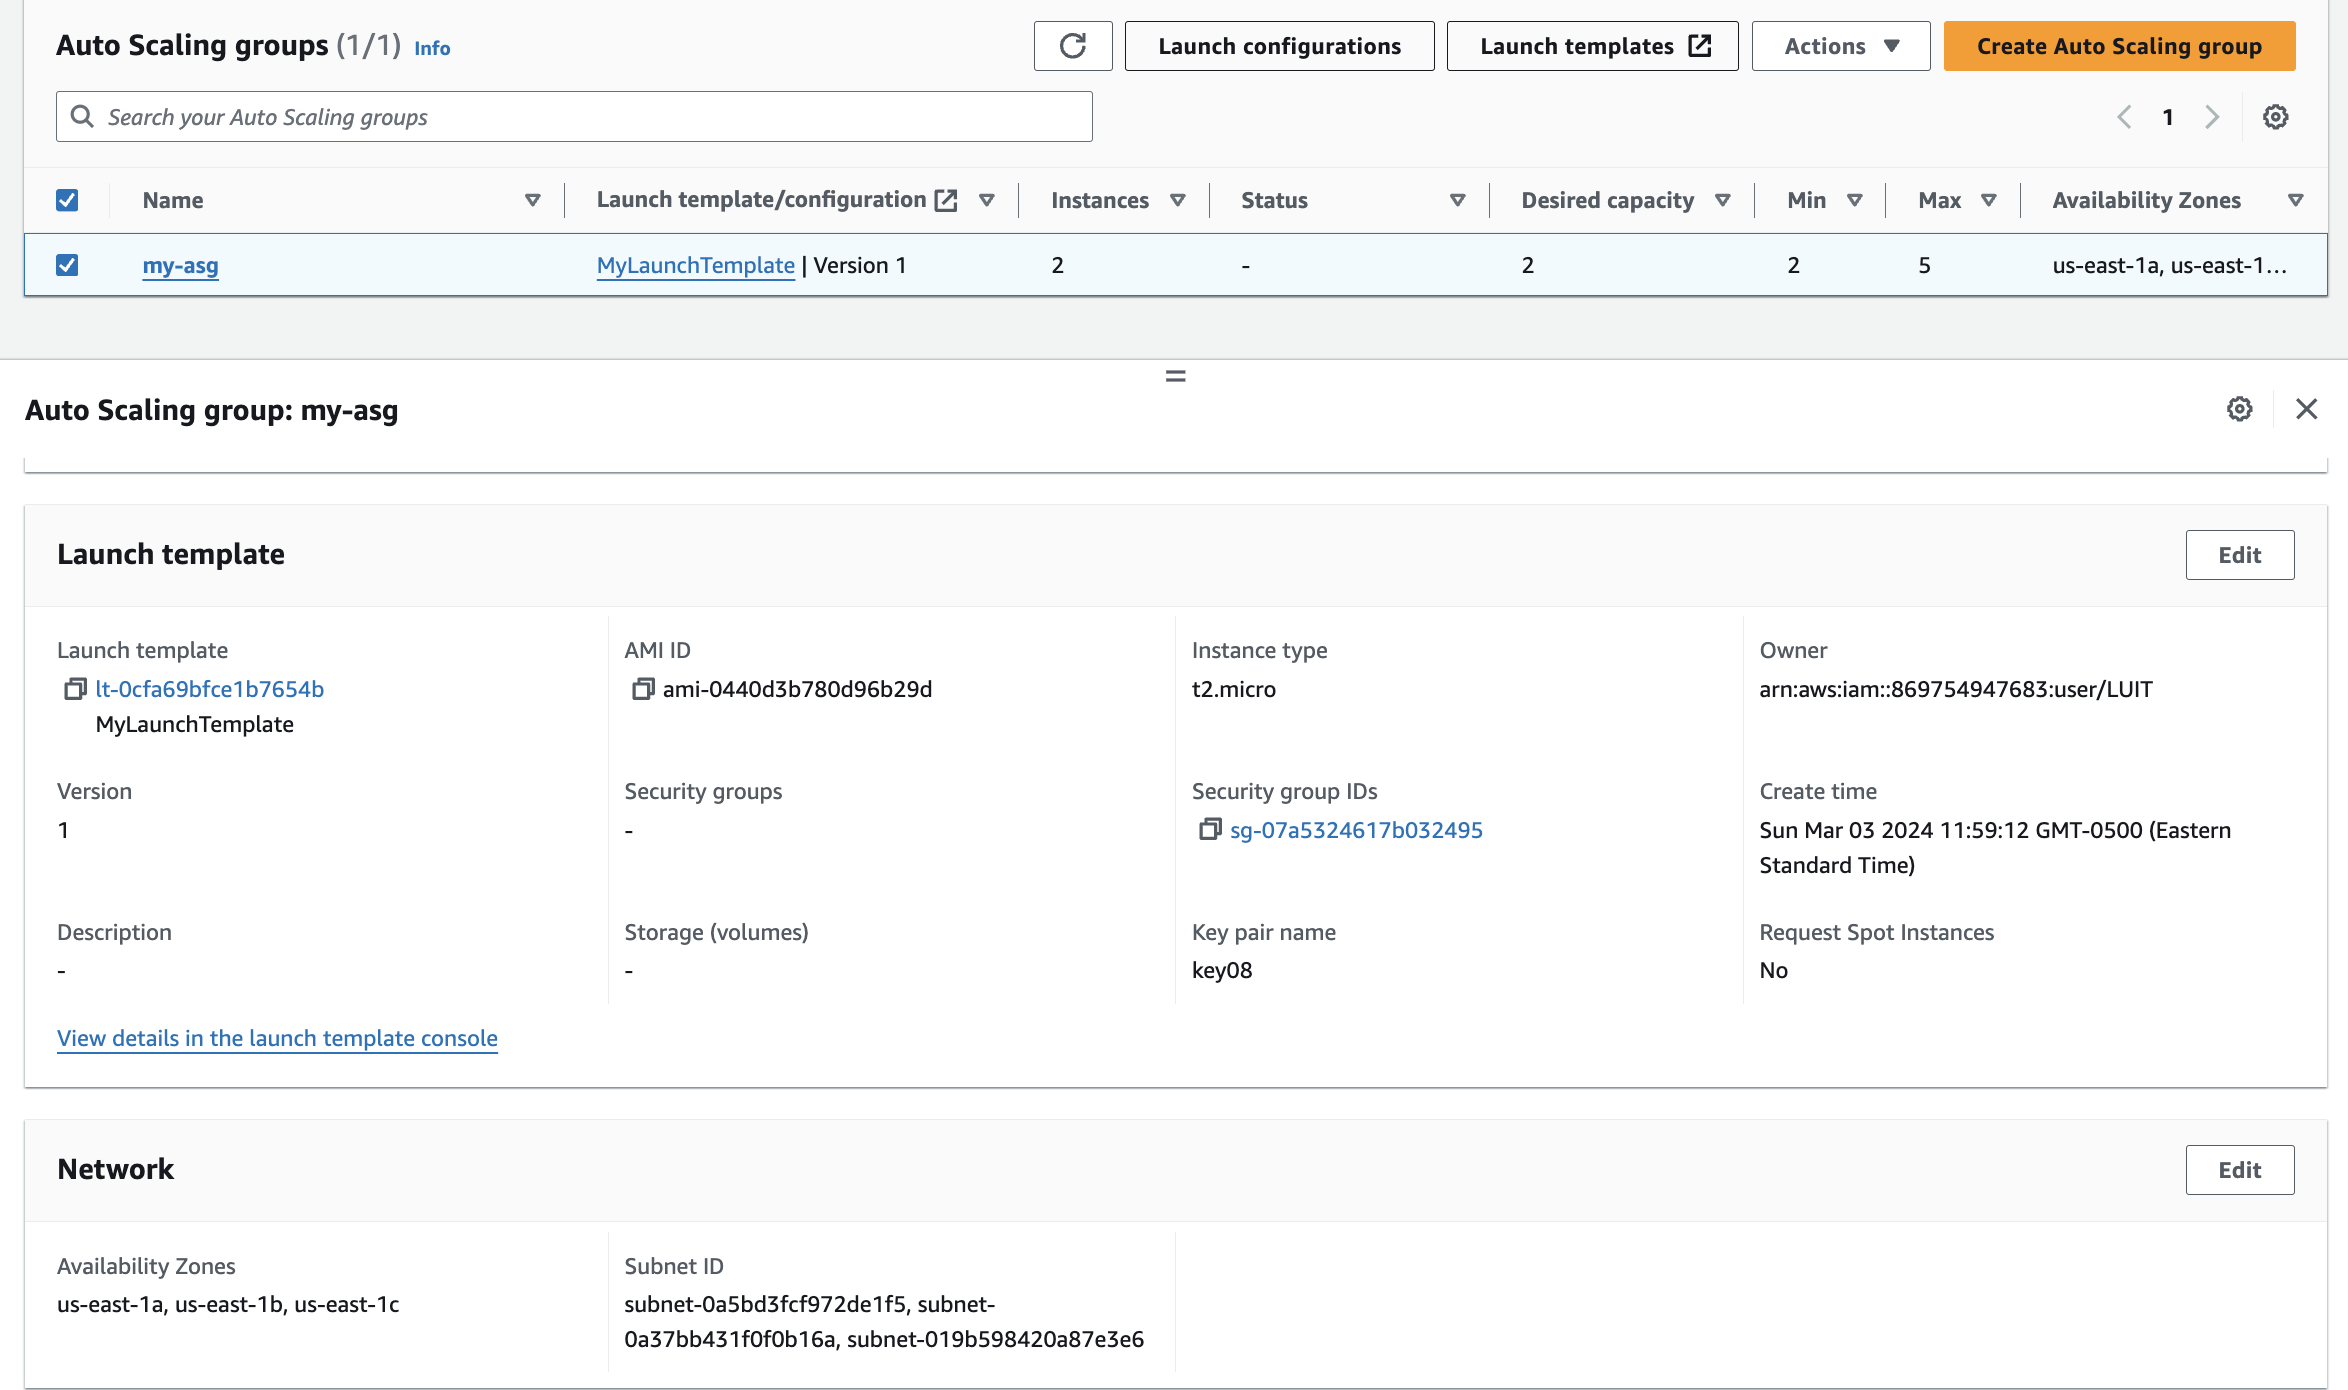 Auto Scaling groups (1/1) Info
Launch configurations
Launch templates
Actions
Create Auto Scaling group
Search your Auto Scaling groups
1
Name
Launch template/configuration
Instances
Status
Desired capacity
Min
Max
Availability Zones
my-asg
MyLaunchTemplate | Version 1
2
-
2
2
5
us-east-1a, us-east-1...
Auto Scaling group: my-asg
Launch template
Edit
Launch template
lt-0cfa69bfce1b7654b
MyLaunchTemplate
AMI ID
ami-0440d3b780d96b29d
Instance type
t2.micro
Owner
arn:aws:iam::869754947683:user/LUIT
Version
1
Security groups
-
Security group IDs
sg-07a5324617b032495
Create time
Sun Mar 03 2024 11:59:12 GMT-0500 (Eastern
Standard Time)
Description
-
Storage (volumes)
-
Key pair name
key08
Request Spot Instances
No
View details in the launch template console
Network
Edit
Availability Zones
us-east-1a, us-east-1b, us-east-1c
Subnet ID
subnet-0a5bd3fcf972de1f5, subnet-
0a37bb431f0f0b16a, subnet-019b598420a87e3e6